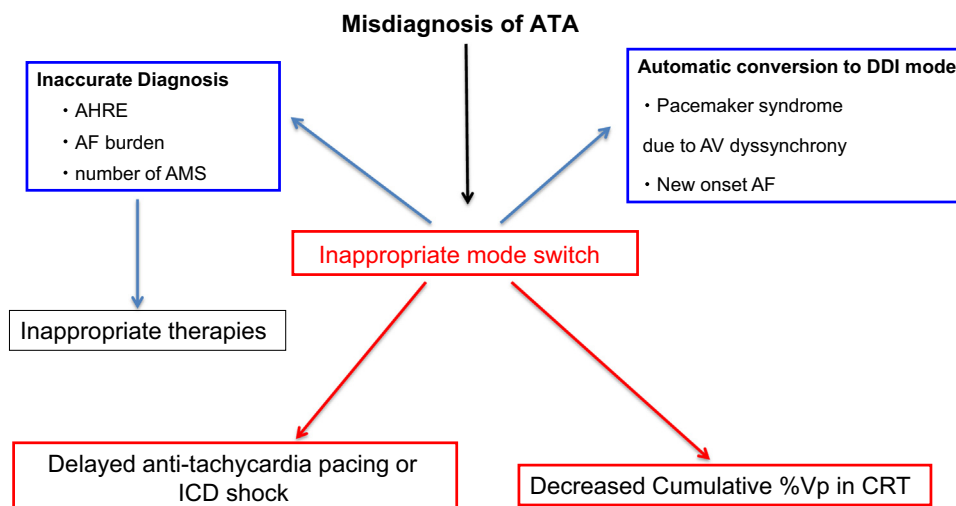 Misdiagnosis of ATA
Inaccurate Diagnosis
・AHRE
・AF burden
・number of AMS
Automatic conversion to DDI mode
・Pacemaker syndrome
due to AV dyssynchrony
・New onset AF
Inappropriate mode switch
Inappropriate therapies
Delayed anti-tachycardia pacing or
ICD shock
Decreased Cumulative %Vp in CRT